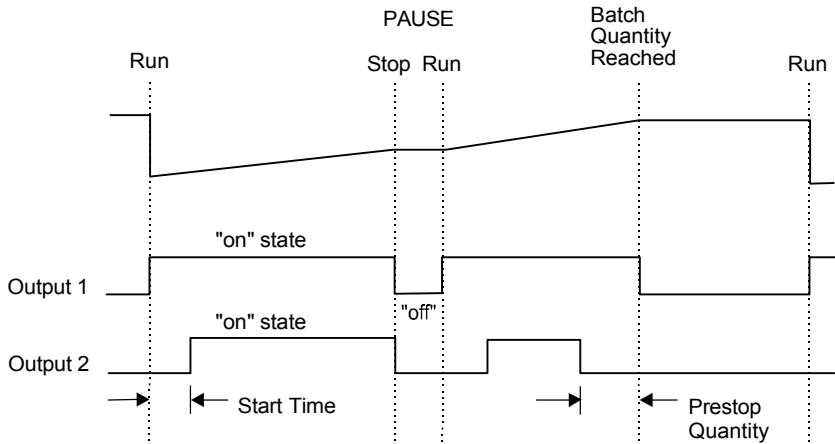 PAUSE
Batch
Quantity
Reached
Run
Stop
Run
Run
"on" state
Output 1
"off"
"on" state
Output 2
Start Time
Prestop
Quantity